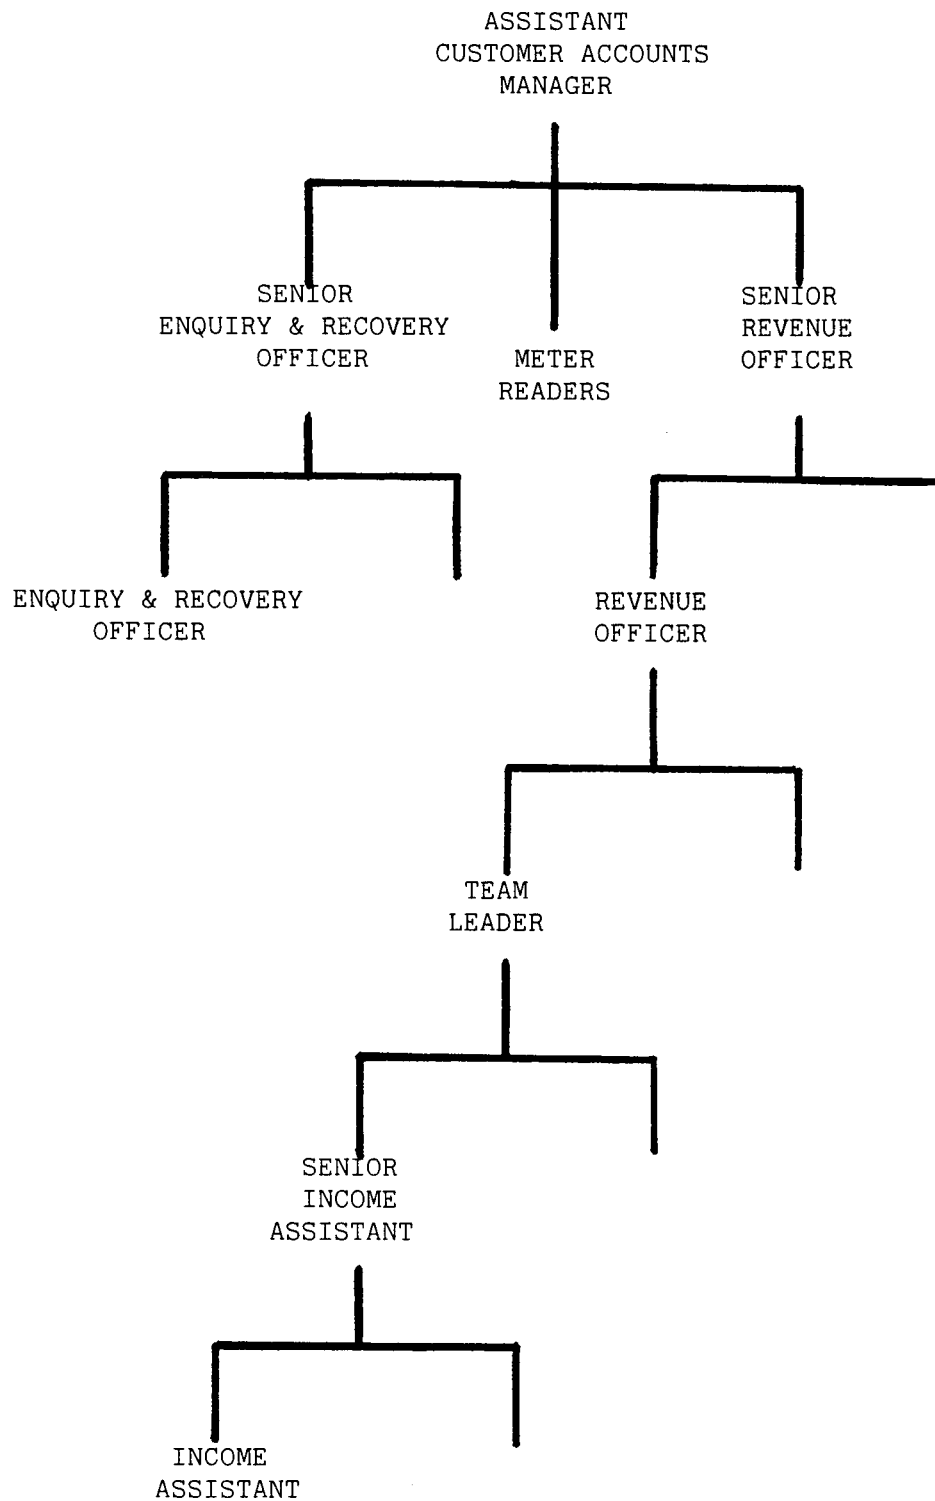 ASSISTANT
CUSTOMER ACCOUNTS
MANAGER
SENIOR
ENQUIRY & RECOVERY
OFFICER
METER
READERS
SENIOR
REVENUE
OFFICER
ENQUIRY & RECOVERY
OFFICER
REVENUE
OFFICER
TEAM
LEADER
SENIOR
INCOME
ASSISTANT
INCOME
ASSISTANT